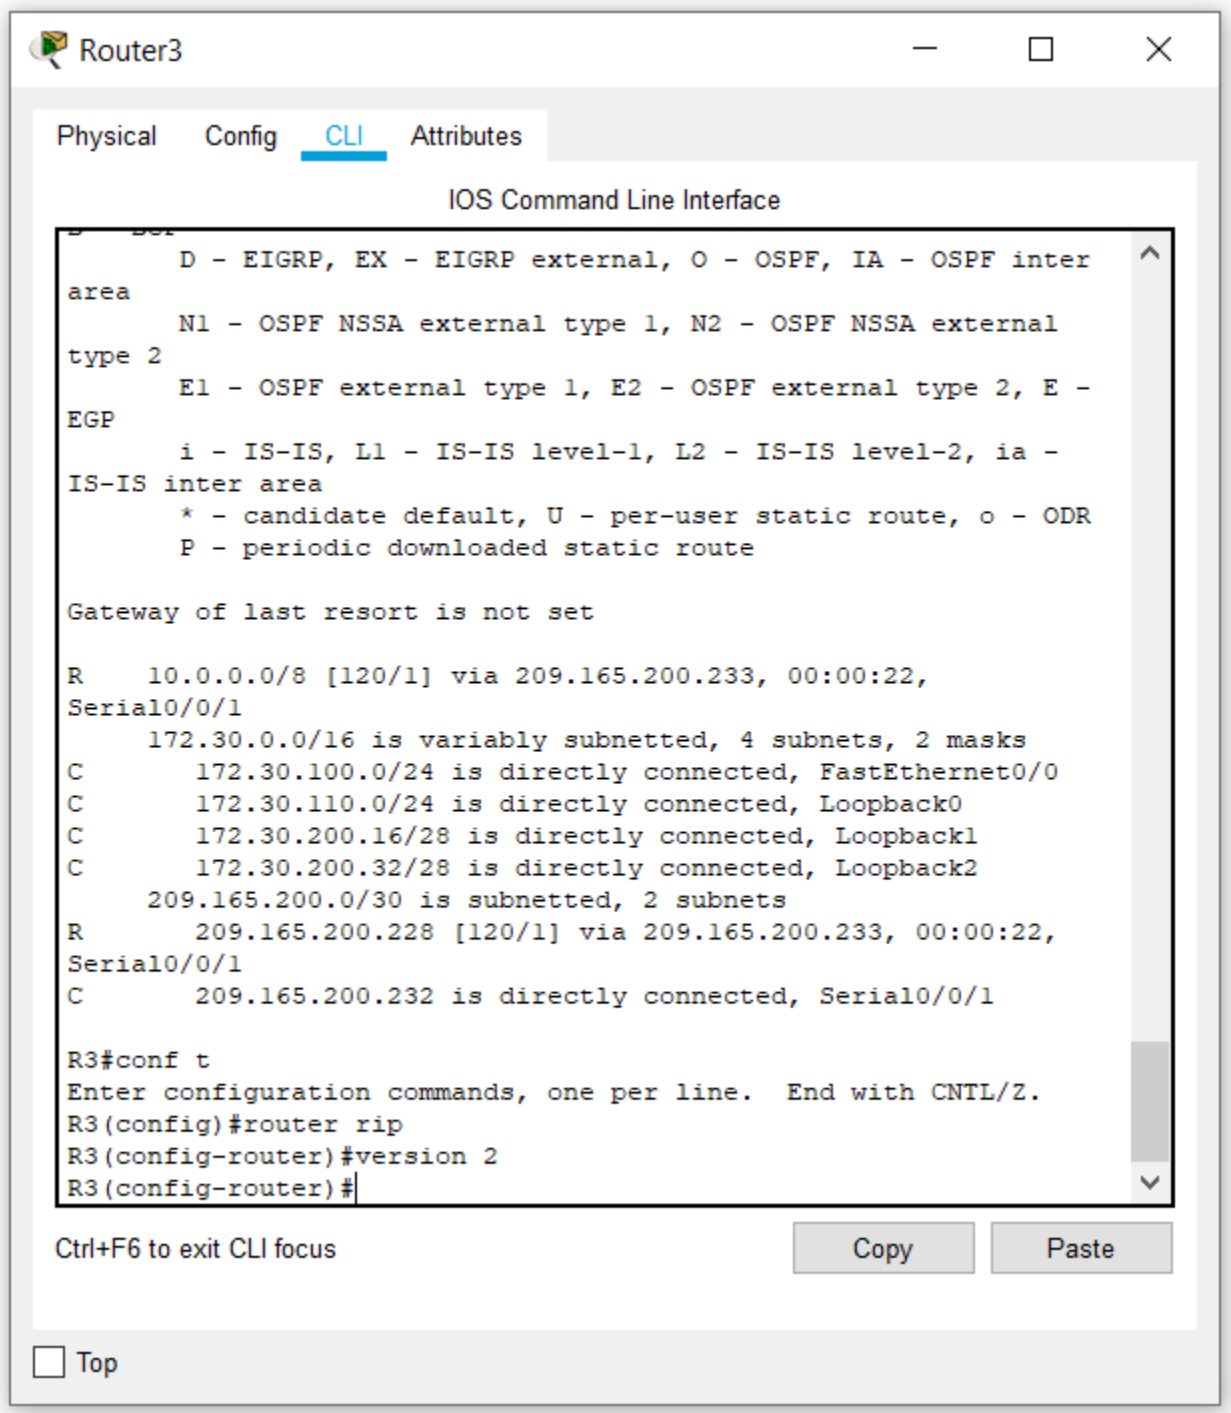 Router3
Physical Config CLI Attributes
IOS Command Line Interface
D - EIGRP, EX - EIGRP external, O - OSPF, IA - OSPF inter
area
N1 - OSPF NSSA external type 1, N2 - OSPF NSSA external
type 2
E1 - OSPF external type 1, E2 - OSPF external type 2, E -
EGP
i - IS-IS, L1 - IS-IS level-1, L2 - IS-IS level-2, ia -
IS-IS inter area
* - candidate default, U - per-user static route, o - ODR
P - periodic downloaded static route
Gateway of last resort is not set
R 10.0.0.0/8 [120/1] via 209.165.200.233, 00:00:22,
Serial0/0/1
172.30.0.0/16 is variably subnetted, 4 subnets, 2 masks
C 172.30.100.0/24 is directly connected, FastEthernet0/0
C 172.30.110.0/24 is directly connected, Loopback0
C 172.30.200.16/28 is directly connected, Loopback1
C 172.30.200.32/28 is directly connected, Loopback2
209.165.200.0/30 is subnetted, 2 subnets
R 209.165.200.228 [120/1] via 209.165.200.233, 00:00:22,
Serial0/0/1
C 209.165.200.232 is directly connected, Serial0/0/1
R3#conf t
Enter configuration commands, one per line. End with CNTL/Z.
R3(config)#router rip
R3(config-router)#version 2
R3(config-router)#
Ctrl+F6 to exit CLI focus
Copy Paste
Top